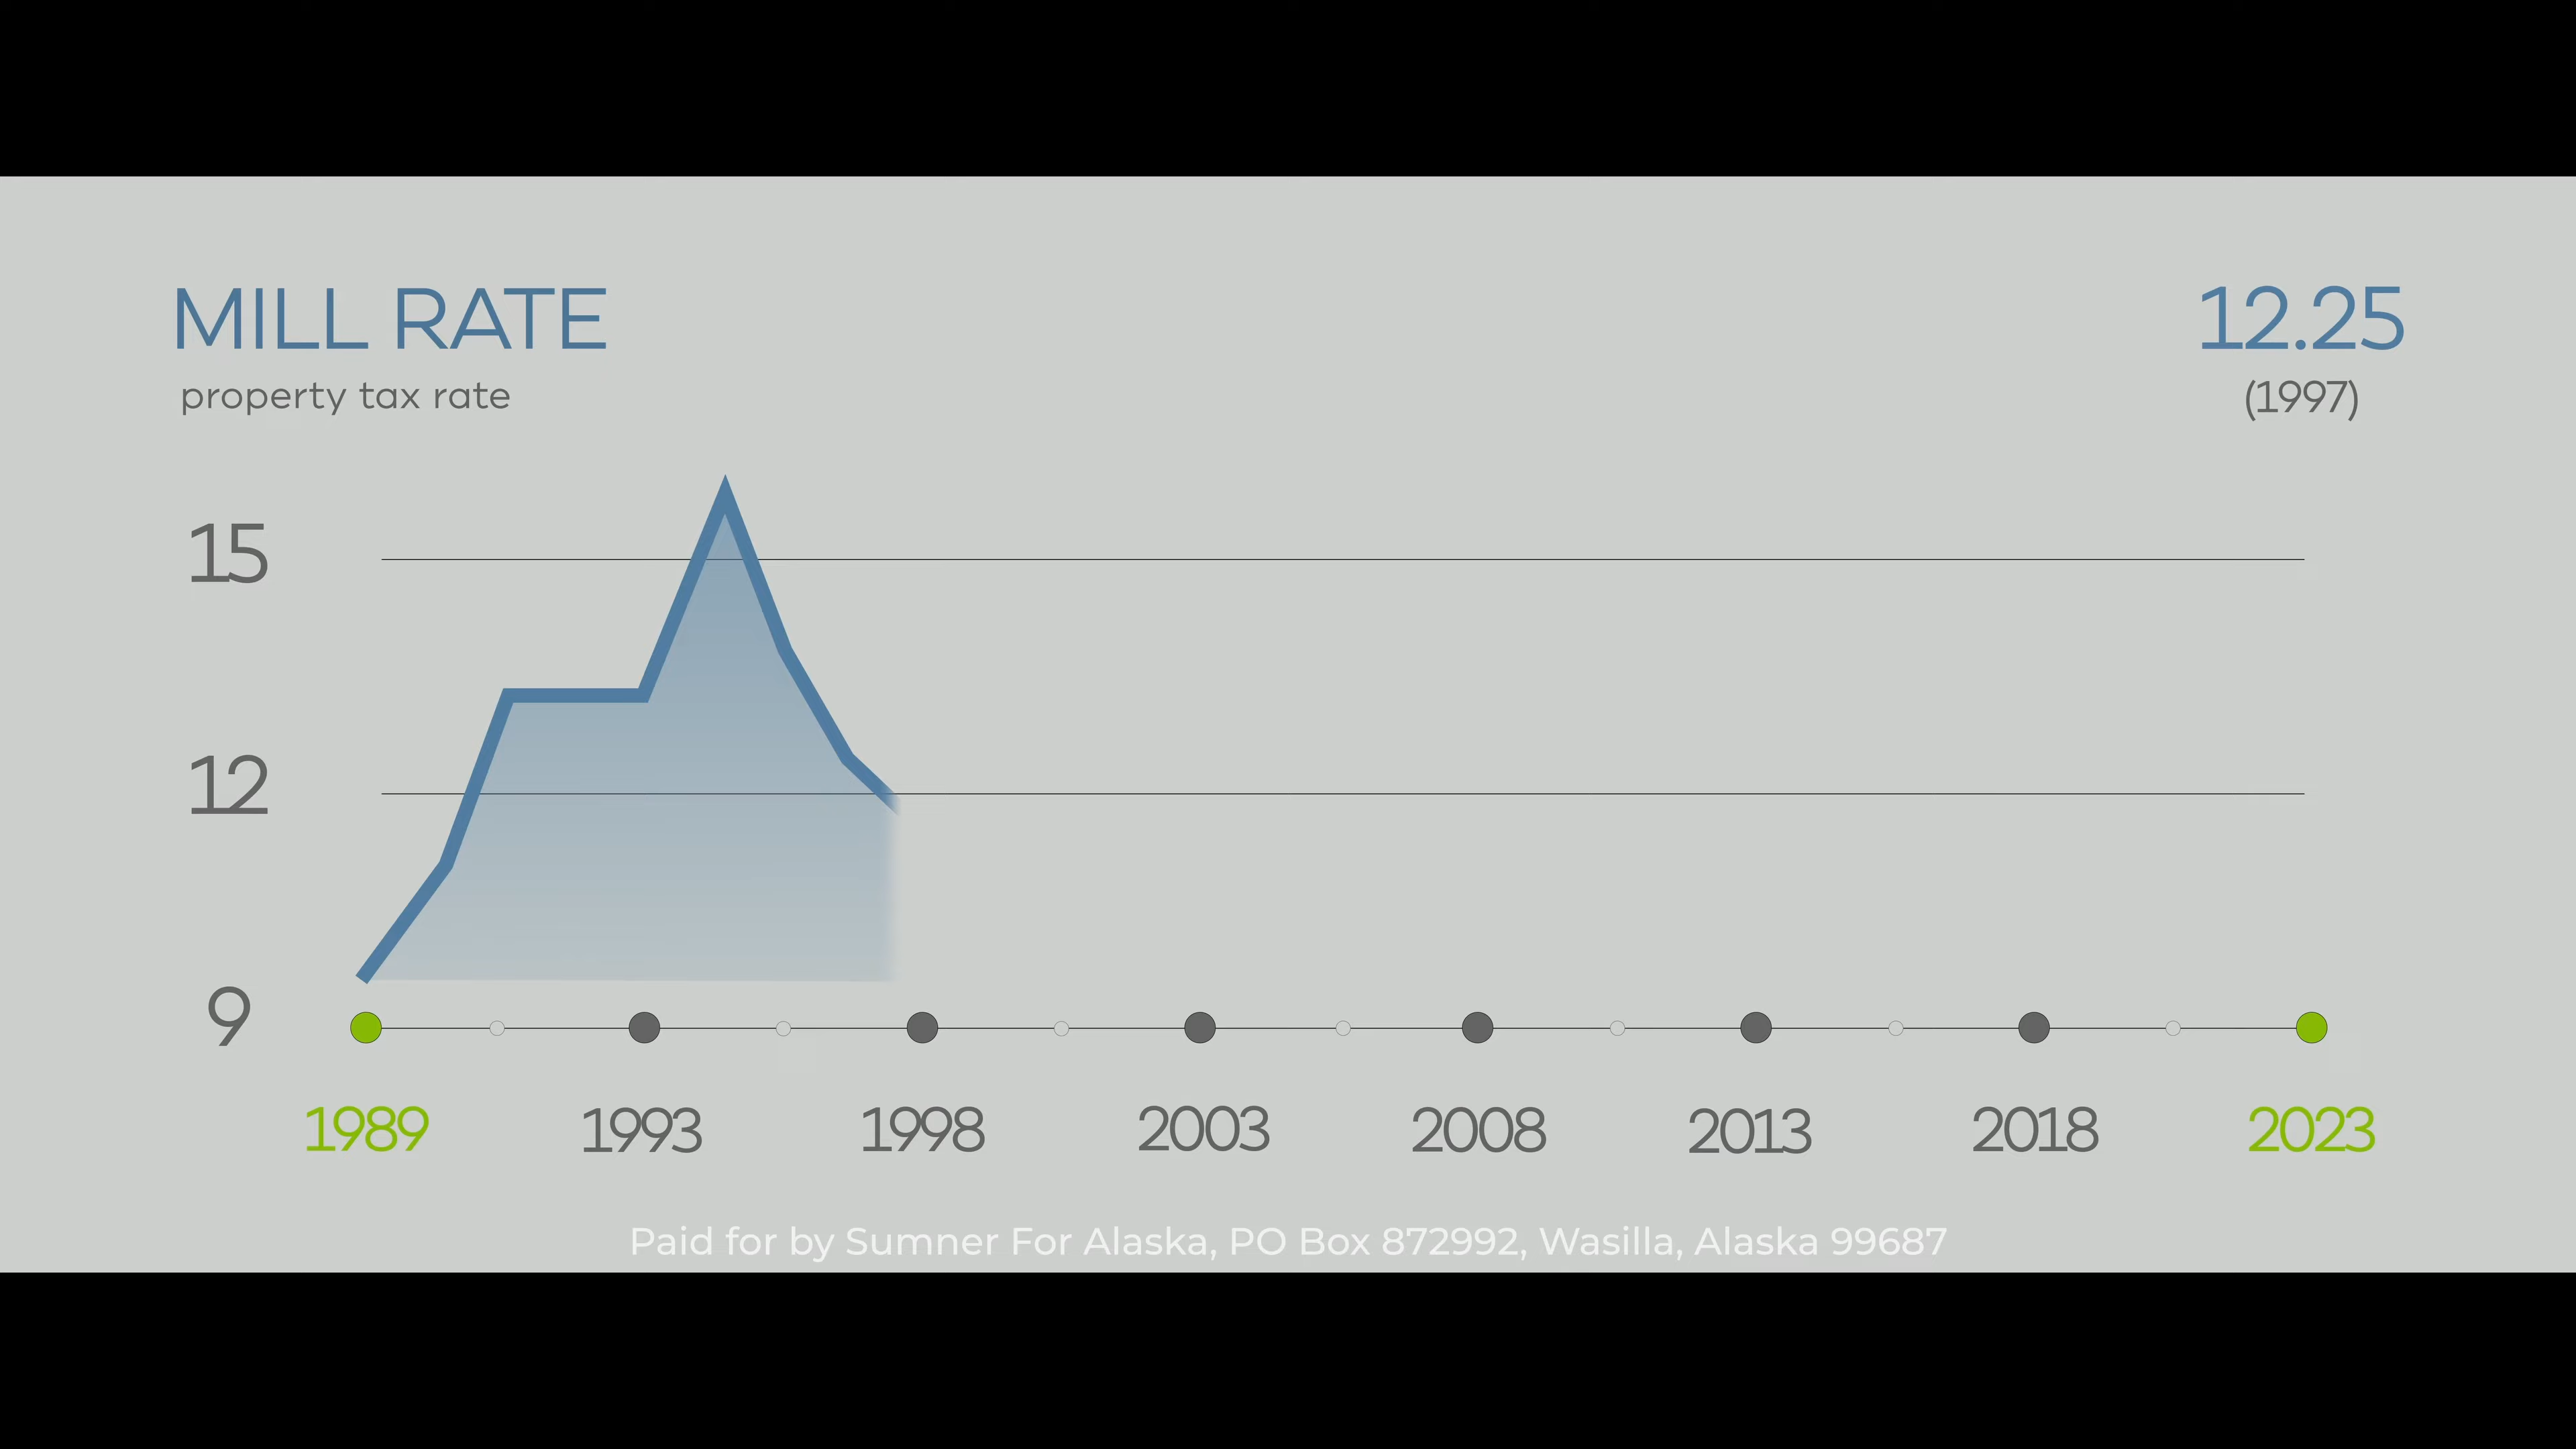 MILL RATE
12.25
property tax rate
(1997)
15
12
9
1989 1993 1998 2003 2008 2013 2018 2023
Paid for by Sumner For Alaska, PO Box 872992, Wasilla, Alaska 99687